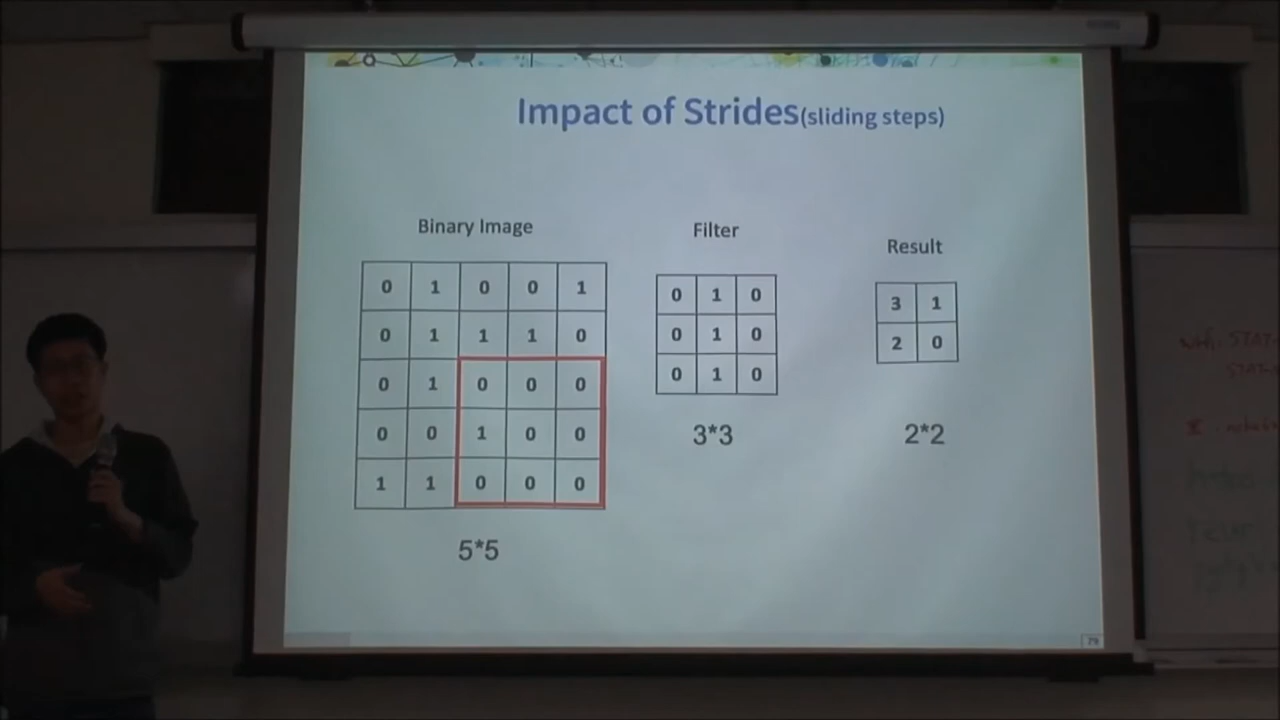 Impact of Strides(sliding steps)
Binary Image
0 1 0 0 1
0 1 1 1 0
0 1 0 0 0
0 0 1 0 0
1 1 0 0 0
5*5
Filter
0 1 0
0 1 0
0 1 0
3*3
Result
3 1
2 0
2*2
79